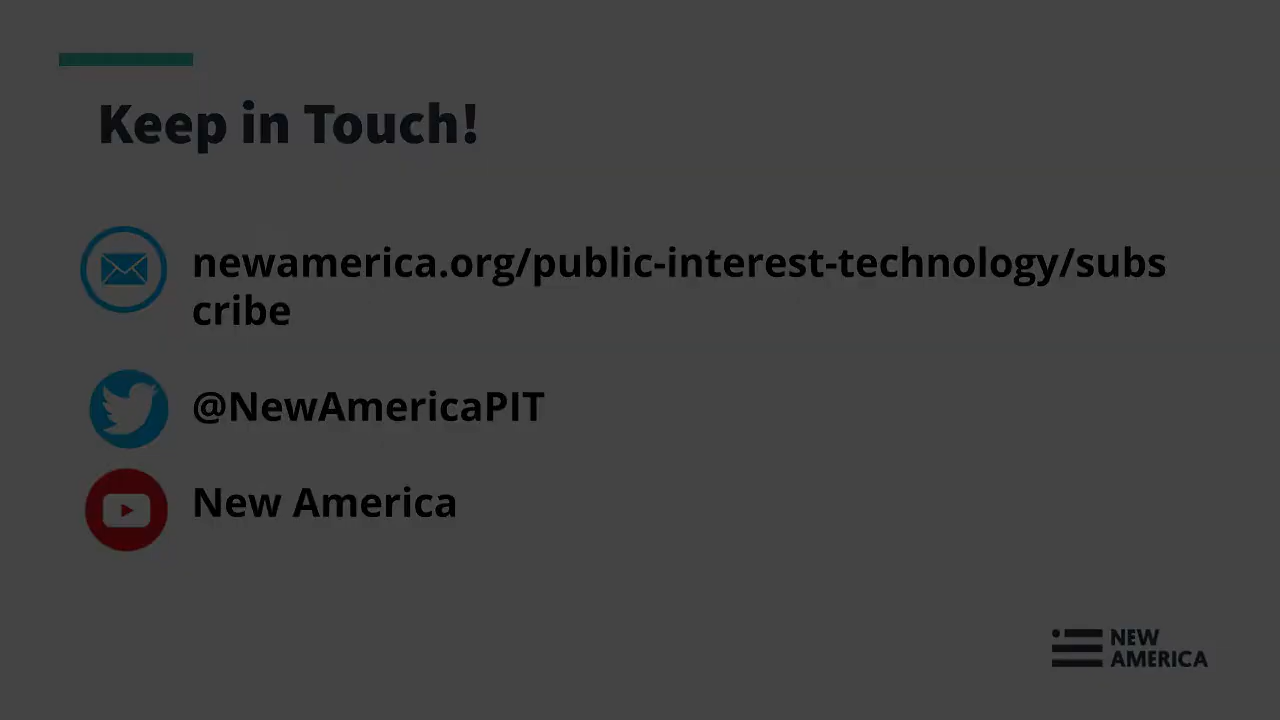 Keep in Touch!
newamerica.org/public-interest-technology/subs
cribe
@NewAmericaPIT
New America
NEW
AMERICA